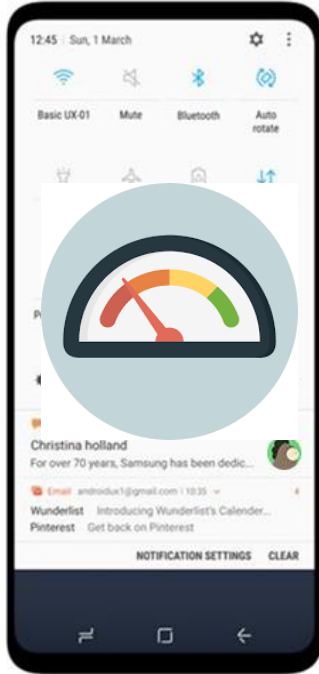 12:45 Sun, 1 March
Basic UX-01 Mute Bluetooth Auto
rotate
Christina holland
For over 70 years, Samsung has been dedic...
Email androidux1@gmail.com 10:35 4
Wunderlist Introducing Wunderlist's Calender...
Pinterest Get back on Pinterest
NOTIFICATION SETTINGS CLEAR